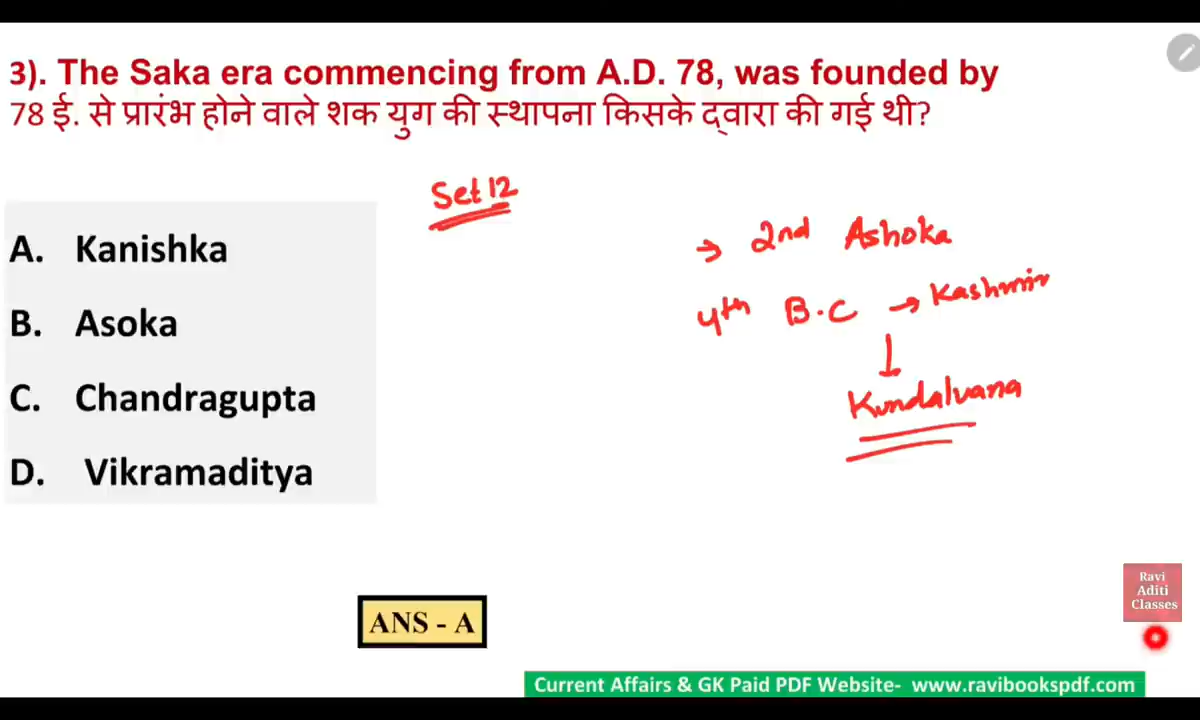 3). The Saka era commencing from A.D. 78, was founded by
78 ई. से प्रारंभ होने वाले शक युग की स्थापना किसके द्वारा की गई थी?
Set 12
A. Kanishka
B. Asoka
C. Chandragupta
D. Vikramaditya
→ 2nd Ashoka
4th B.C → Kashmir
↓
Kundalvana
ANS - A
Ravi
Aditi
Classes
Current Affairs & GK Paid PDF Website- www.ravibookspdf.com